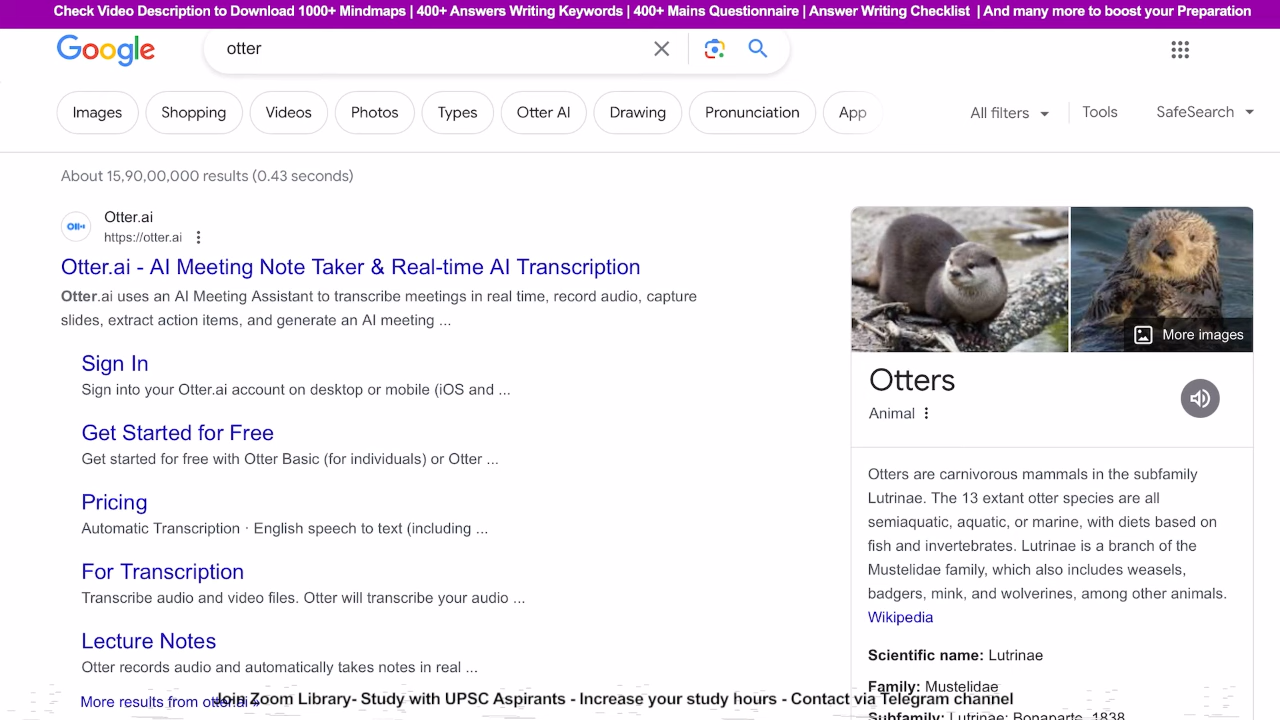 Check Video Description to Download 1000+ Mindmaps | 400+ Answers Writing Keywords | 400+ Mains Questionnaire | Answer Writing Checklist | And many more to boost your Preparation
Google
otter
Images Shopping Videos Photos Types Otter AI Drawing Pronunciation App All filters Tools SafeSearch
About 15,90,00,000 results (0.43 seconds)
Otter.ai
https://otter.ai
Otter.ai - AI Meeting Note Taker & Real-time AI Transcription
Otter.ai uses an AI Meeting Assistant to transcribe meetings in real time, record audio, capture
slides, extract action items, and generate an AI meeting ...
Sign In
Sign into your Otter.ai account on desktop or mobile (iOS and ...
Get Started for Free
Get started for free with Otter Basic (for individuals) or Otter ...
Pricing
Automatic Transcription · English speech to text (including ...
For Transcription
Transcribe audio and video files. Otter will transcribe your audio ...
Lecture Notes
Otter records audio and automatically takes notes in real ...
More results from otter.ai »
More images
Otters
Animal
Otters are carnivorous mammals in the subfamily
Lutrinae. The 13 extant otter species are all
semiaquatic, aquatic, or marine, with diets based on
fish and invertebrates. Lutrinae is a branch of the
Mustelidae family, which also includes weasels,
badgers, mink, and wolverines, among other animals.
Wikipedia
Scientific name: Lutrinae
Family: Mustelidae
Subfamily: Lutrinae; Bonaparte, 1838
Join Zoom Library- Study with UPSC Aspirants - Increase your study hours - Contact via Telegram channel